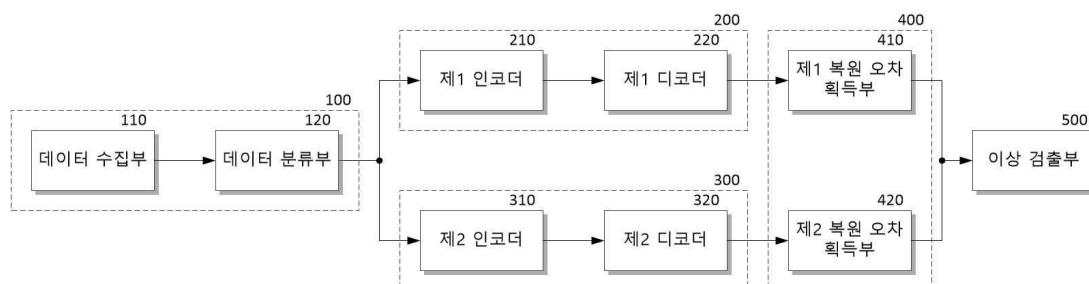 200
210
220
제1 인코더
제1 디코더
400
410
제1 복원 오차
획득부
100
110
120
데이터 수집부
데이터 분류부
500
이상 검출부
300
310
320
제2 인코더
제2 디코더
420
제2 복원 오차
획득부